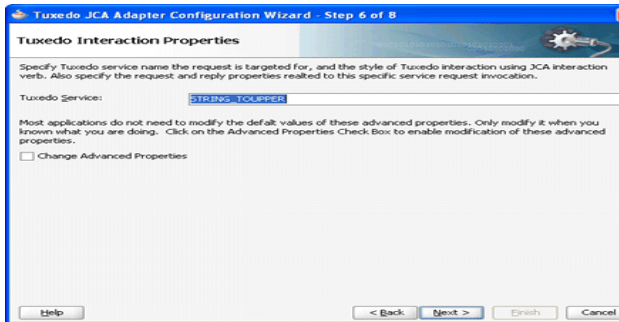 Tuxedo JCA Adapter Configuration Wizard - Step 6 of 8
Tuxedo Interaction Properties
Specify Tuxedo service name the request is targeted for, and the style of Tuxedo interaction using JCA interaction
verb. Also specify the request and reply properties realted to this specific service request invocation.
Tuxedo Service: STRING_TOUPPER
Most applications do not need to modify the defalt values of these advanced properties. Only modify it when you
known what you are doing. Click on the Advanced Properties Check Box to enable modification of these advanced
properties.
Change Advanced Properties
Help < Back Next > Finish Cancel